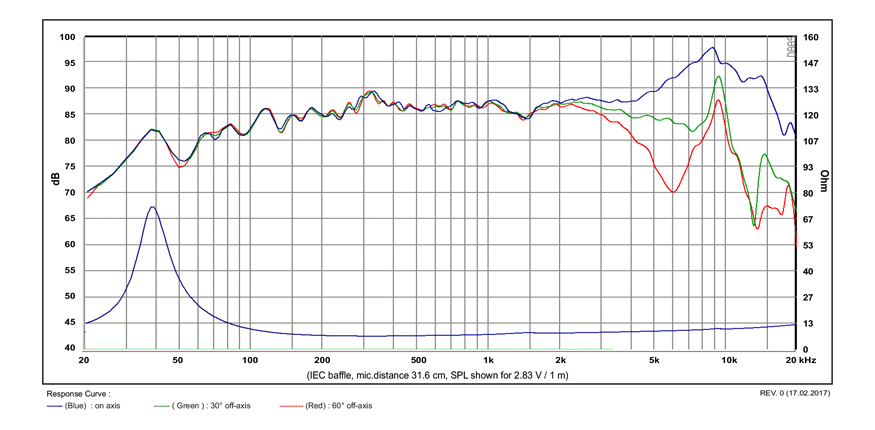 100 160
95 147
90 133
85 120
80 107
75 93
70 80
65 67
60 53
55 40
50 27
45 13
40 0
dB
Ohm
20 50 100 200 500 1k 2k 5k 10k 20 kHz
(IEC baffle, mic.distance 31.6 cm, SPL shown for 2.83 V / 1 m)
Response Curve : REV. 0 (17.02.2017)
(Blue) : on axis ( Green ) : 30° off-axis (Red) : 60° off-axis